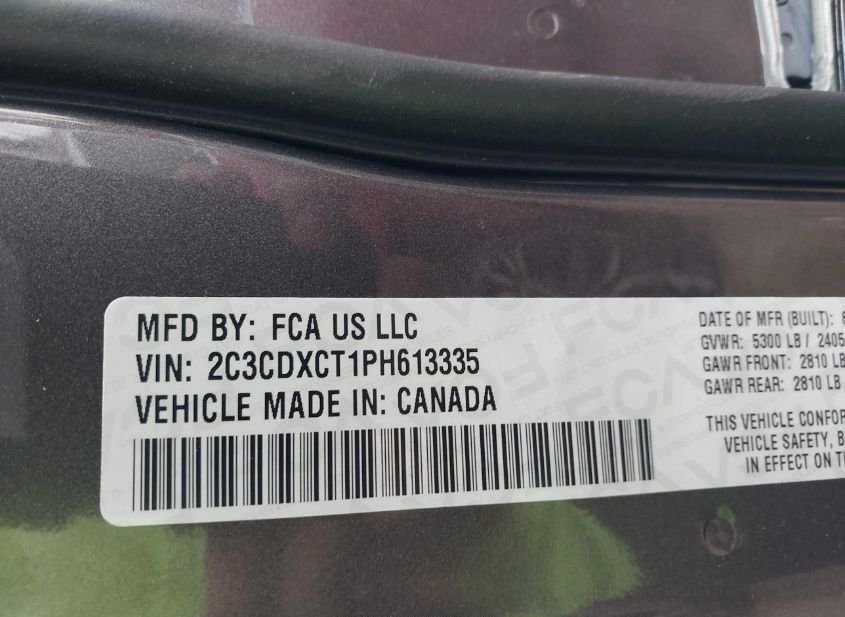 MFD BY: FCA US LLC
VIN: 2C3CDXCT1PH613335
VEHICLE MADE IN: CANADA
DATE OF MFR (BUILT):
GVWR: 5300 LB / 2405
GAWR FRONT: 2810 LB
GAWR REAR: 2810 LB
THIS VEHICLE
VEHICLE SAFETY,
IN EFFECT ON